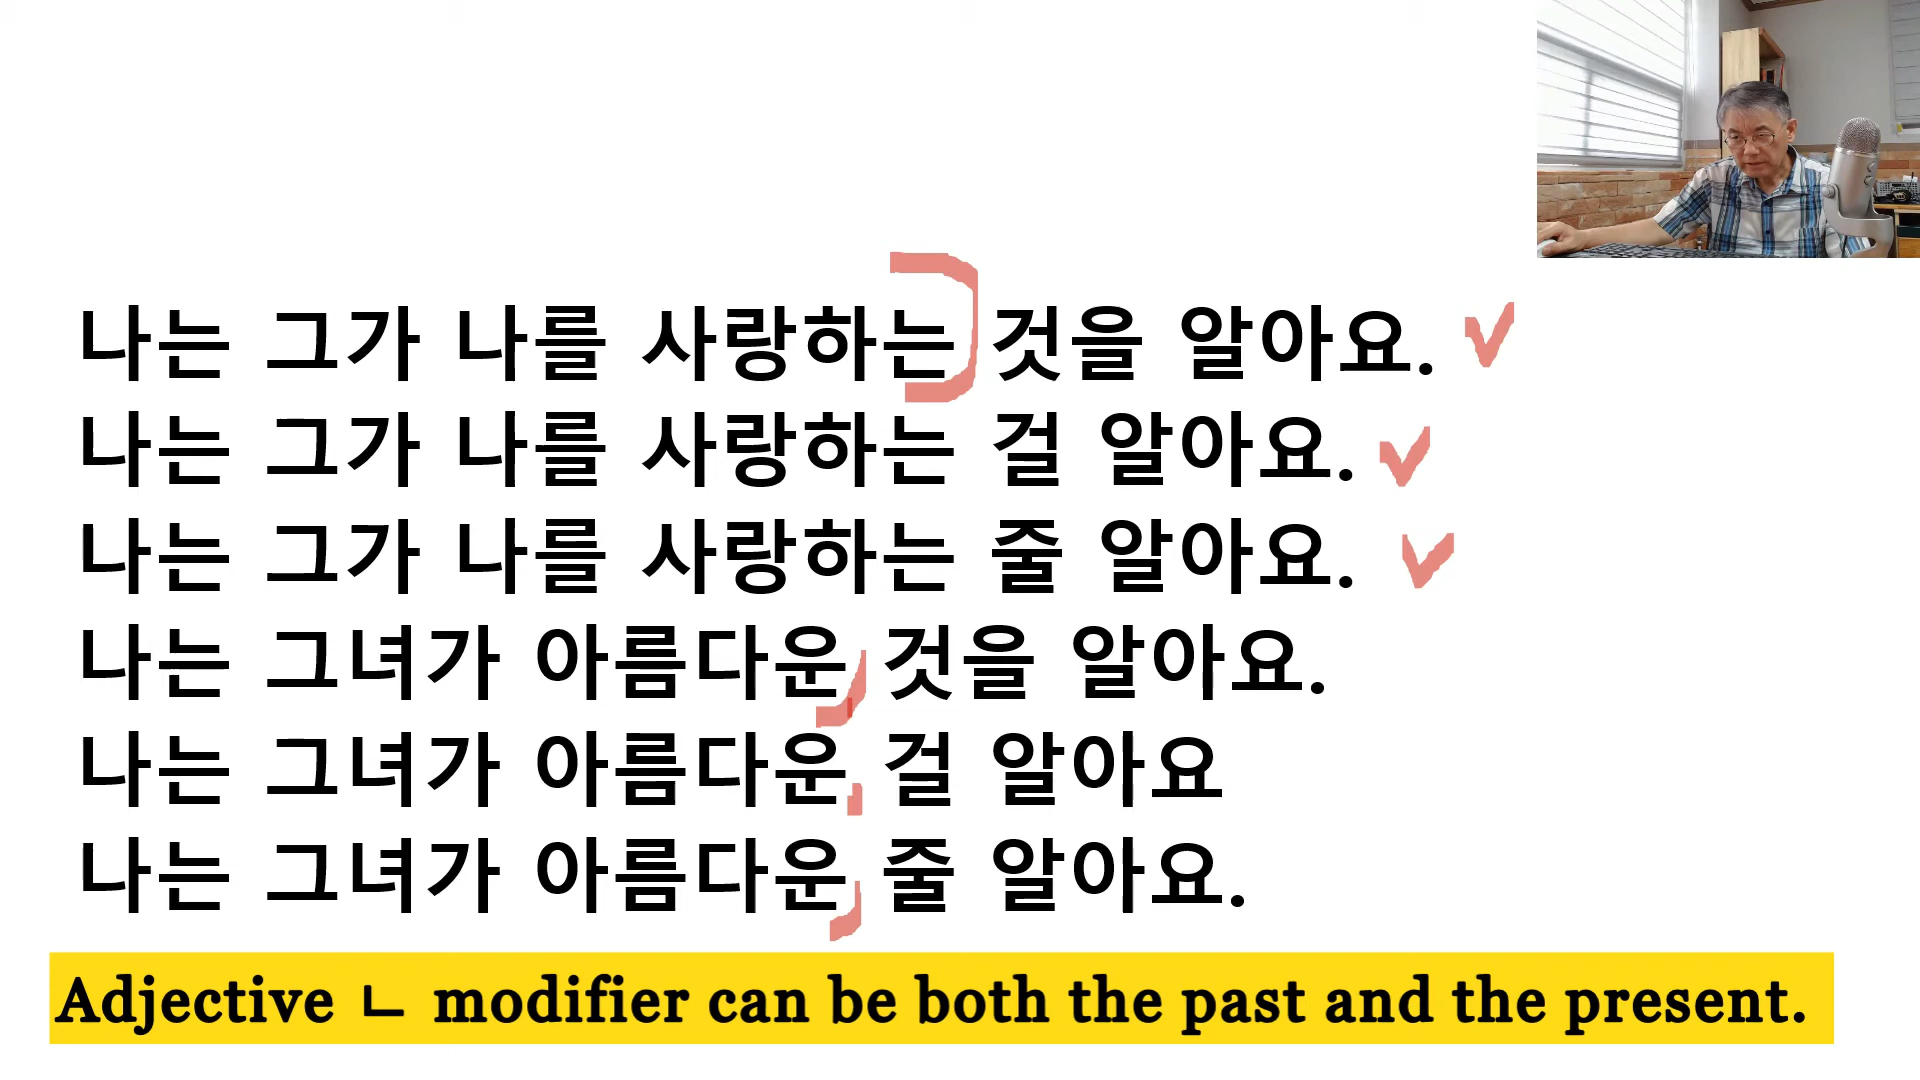 나는 그가 나를 사랑하는 것을 알아요.
나는 그가 나를 사랑하는 걸 알아요.
나는 그가 나를 사랑하는 줄 알아요.
나는 그녀가 아름다운 것을 알아요.
나는 그녀가 아름다운 걸 알아요
나는 그녀가 아름다운 줄 알아요.
Adjective ㄴ modifier can be both the past and the present.